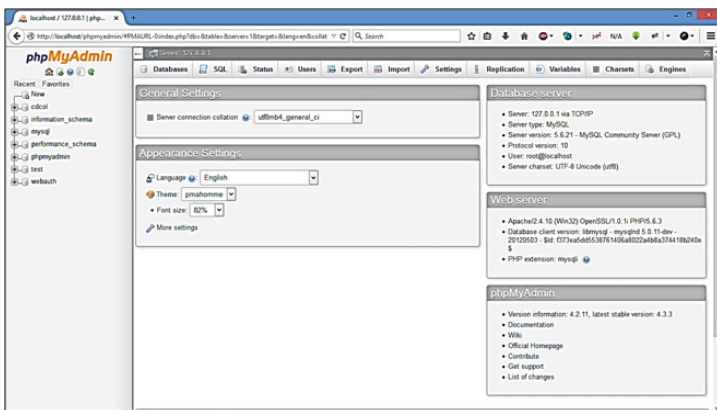 localhost / 127.0.0.1 | php...
http://localhost/phpmyadmin/#PMAURL-0:index.php?db=&table=&server=1&target=&lang=en&collat
Search
N/A
phpMyAdmin
Recent Favorites
New
cdcol
information_schema
mysql
performance_schema
phpmyadmin
test
webauth
Server: 127.0.0.1
Databases SQL Status Users Export Import Settings Replication Variables Charsets Engines
General Settings
Server connection collation : utf8mb4_general_ci
Appearance Settings
Language : English
Theme: pmahomme
Font size: 82%
More settings
Database server
Server: 127.0.0.1 via TCP/IP
Server type: MySQL
Server version: 5.6.21 - MySQL Community Server (GPL)
Protocol version: 10
User: root@localhost
Server charset: UTF-8 Unicode (utf8)
Web server
Apache/2.4.10 (Win32) OpenSSL/1.0.1i PHP/5.6.3
Database client version: libmysql - mysqlnd 5.0.11-dev -
20120503 - $Id:
$
PHP extension: mysqli
phpMyAdmin
Version information: 4.2.11, latest stable version: 4.3.3
Documentation
Wiki
Official Homepage
Contribute
Get support
List of changes